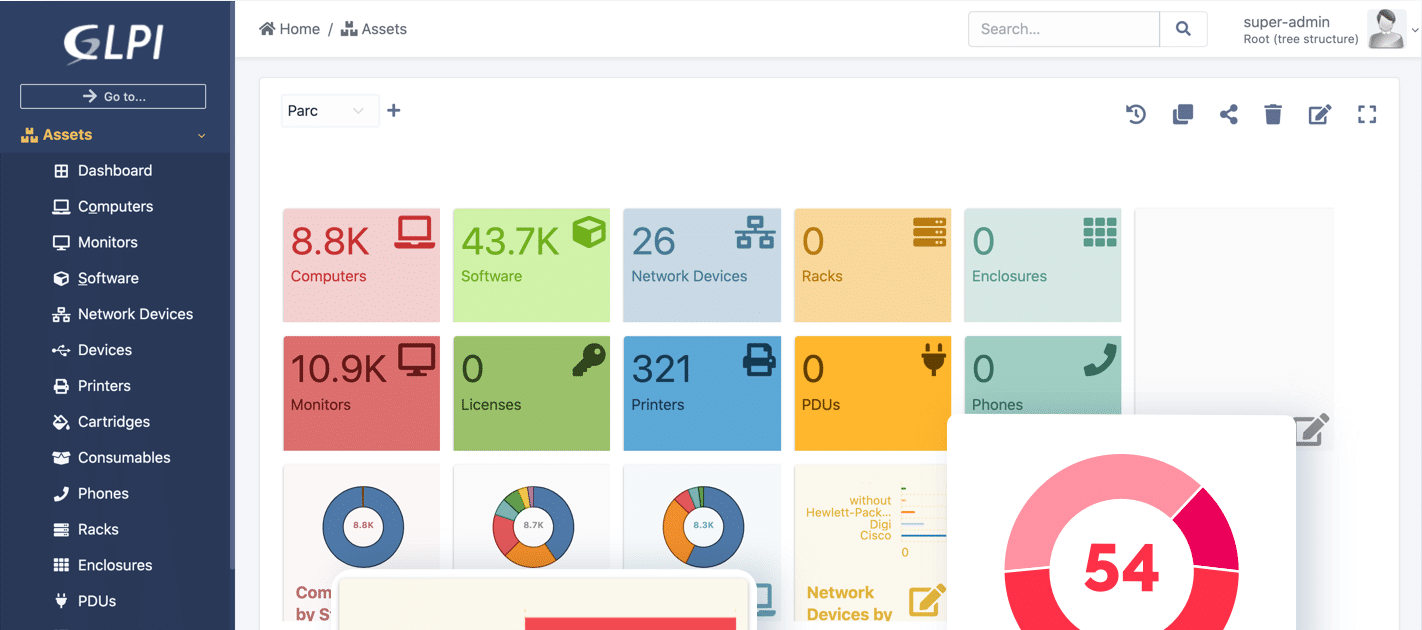 GLPI
Go to...
Assets
Dashboard
Computers
Monitors
Software
Network Devices
Devices
Printers
Cartridges
Consumables
Phones
Racks
Enclosures
PDUs
Home / Assets
Search...
super-admin
Root (tree structure)
Parc
8.8K
Computers
43.7K
Software
26
Network Devices
0
Racks
0
Enclosures
10.9K
Monitors
0
Licenses
321
Printers
0
PDUs
0
Phones
8.8K
Com
by S
8.7K
8.3K
without
Hewlett-Pack...
Digi
Cisco
0
Network
Devices by
54